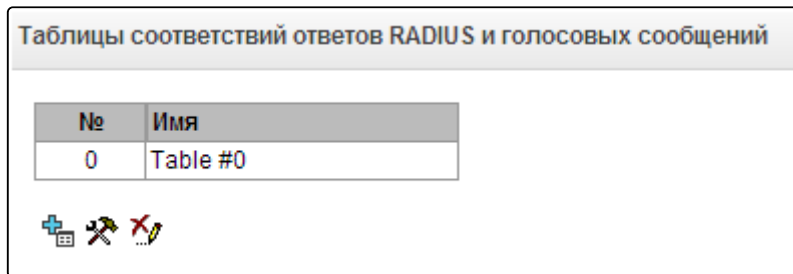 Таблицы соответствий ответов RADIUS и голосовых сообщений
№ Имя
0 Table #0